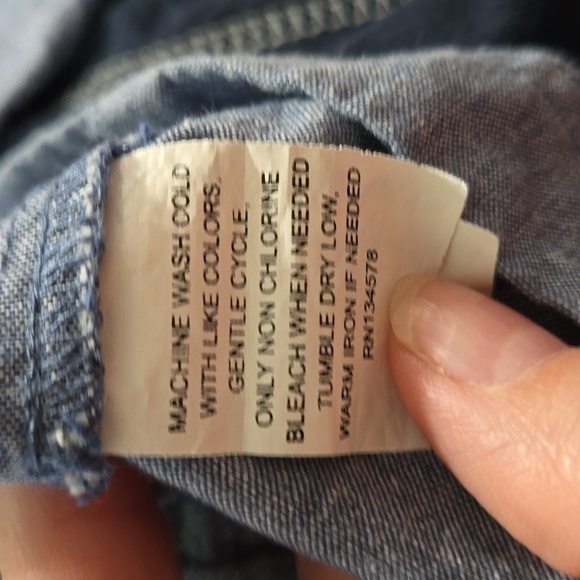 MACHINE WASH COLD
WITH LIKE COLORS,
GENTLE CYCLE,
ONLY NON CHLORINE
BLEACH WHEN NEEDED
TUMBLE DRY LOW,
WARM IRON IF NEEDED
RN134578